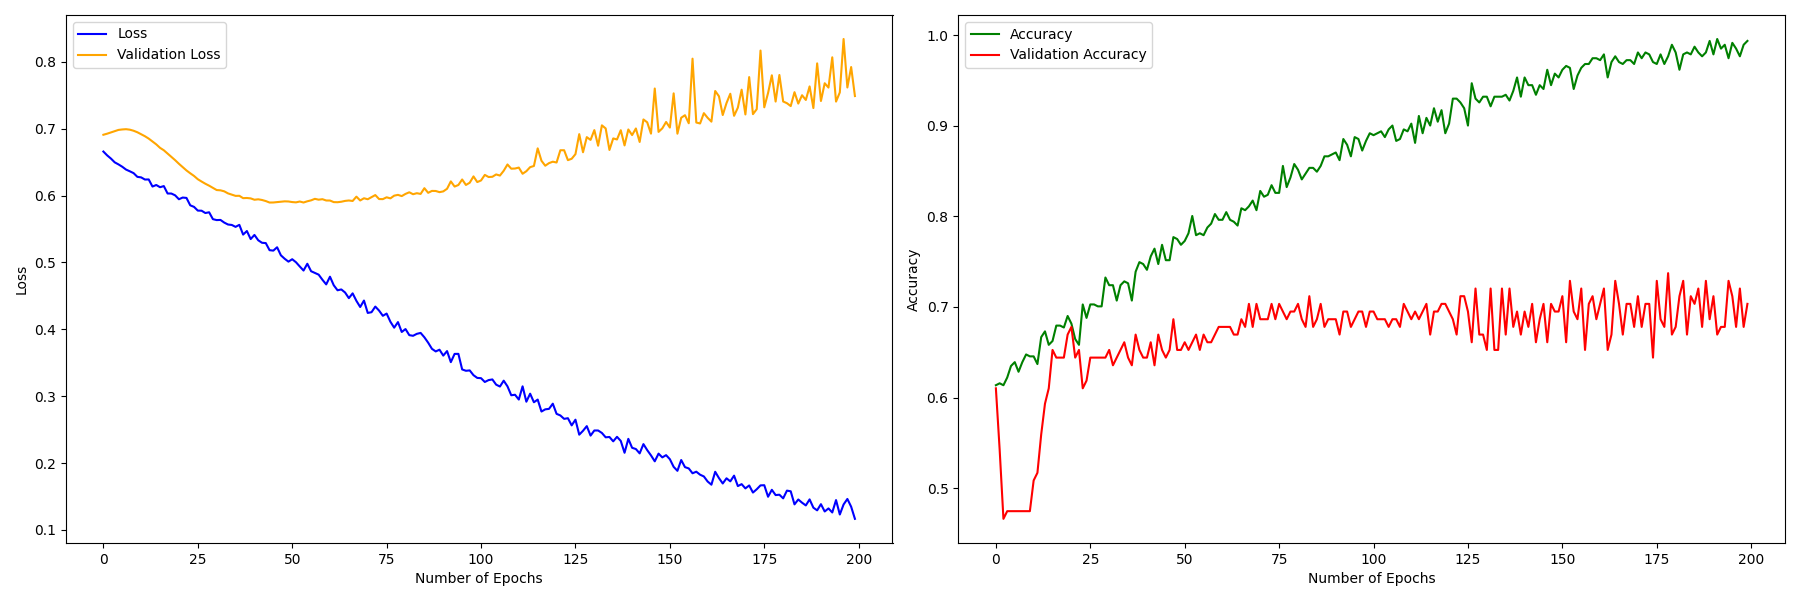 Loss
Validation Loss
0.8
0.7
0.6
0.5
0.4
0.3
0.2
0.1
Loss
0 25 50 75 100 125 150 175 200
Number of Epochs
Accuracy
Validation Accuracy
1.0
0.9
0.8
0.7
0.6
0.5
Accuracy
0 25 50 75 100 125 150 175 200
Number of Epochs